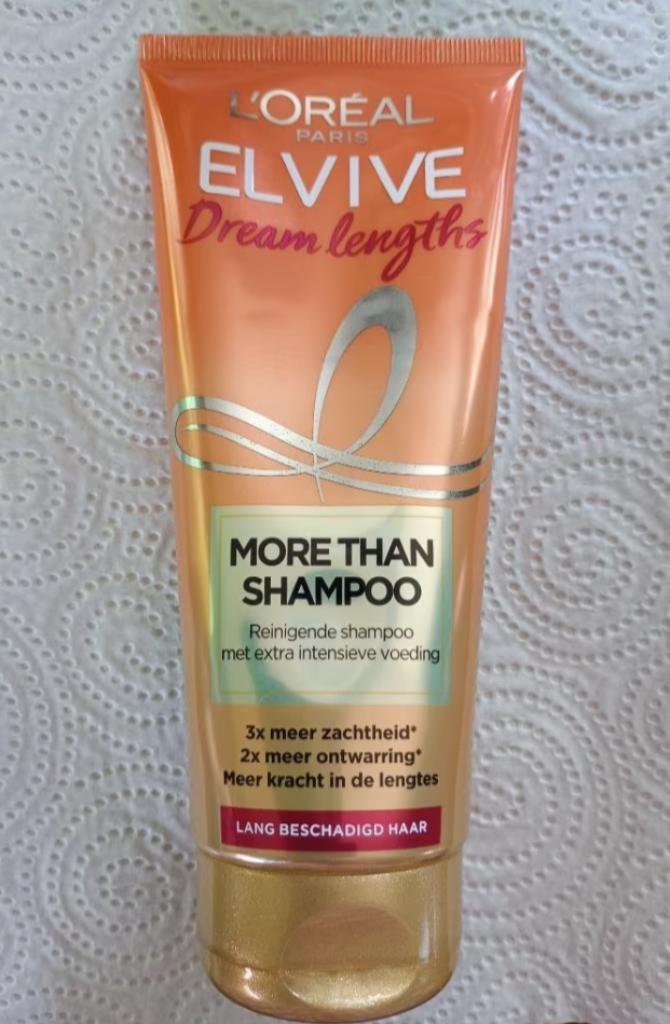 L'ORÉAL
PARIS
ELVIVE
Dream lengths
MORE THAN
SHAMPOO
Reinigende shampoo
met extra intensieve voeding
3x meer zachtheid*
2x meer ontwarring*
Meer kracht in de lengtes
LANG BESCHADIGD HAAR